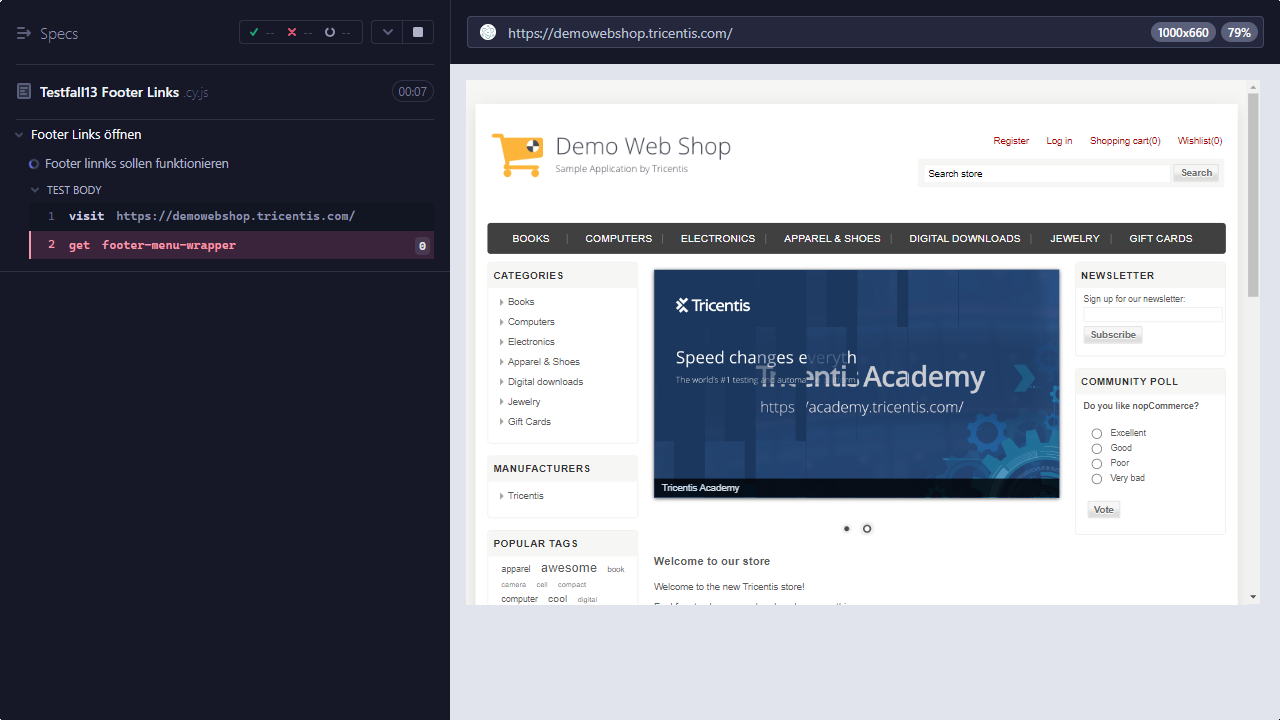 Specs
-- -- --
Testfall13 Footer Links .cy.js
00:07
Footer Links öffnen
Footer linnks sollen funktionieren
TEST BODY
1 visit https://demowebshop.tricentis.com/
2 get footer-menu-wrapper 0
https://demowebshop.tricentis.com/
1000x660 79%
Demo Web Shop
Sample Application by Tricentis
Register Log in Shopping cart(0) Wishlist(0)
Search store
Search
BOOKS | COMPUTERS | ELECTRONICS | APPAREL & SHOES | DIGITAL DOWNLOADS | JEWELRY | GIFT CARDS
CATEGORIES
Books
Computers
Electronics
Apparel & Shoes
Digital downloads
Jewelry
Gift Cards
MANUFACTURERS
Tricentis
POPULAR TAGS
apparel awesome book
camera cell compact
computer cool digital
Tricentis
Speed changes everyth
The world's #1 testing and automa
Tricentis Academy
https://academy.tricentis.com/
Tricentis Academy
Welcome to our store
Welcome to the new Tricentis store!
NEWSLETTER
Sign up for our newsletter:
Subscribe
COMMUNITY POLL
Do you like nopCommerce?
Excellent
Good
Poor
Very bad
Vote